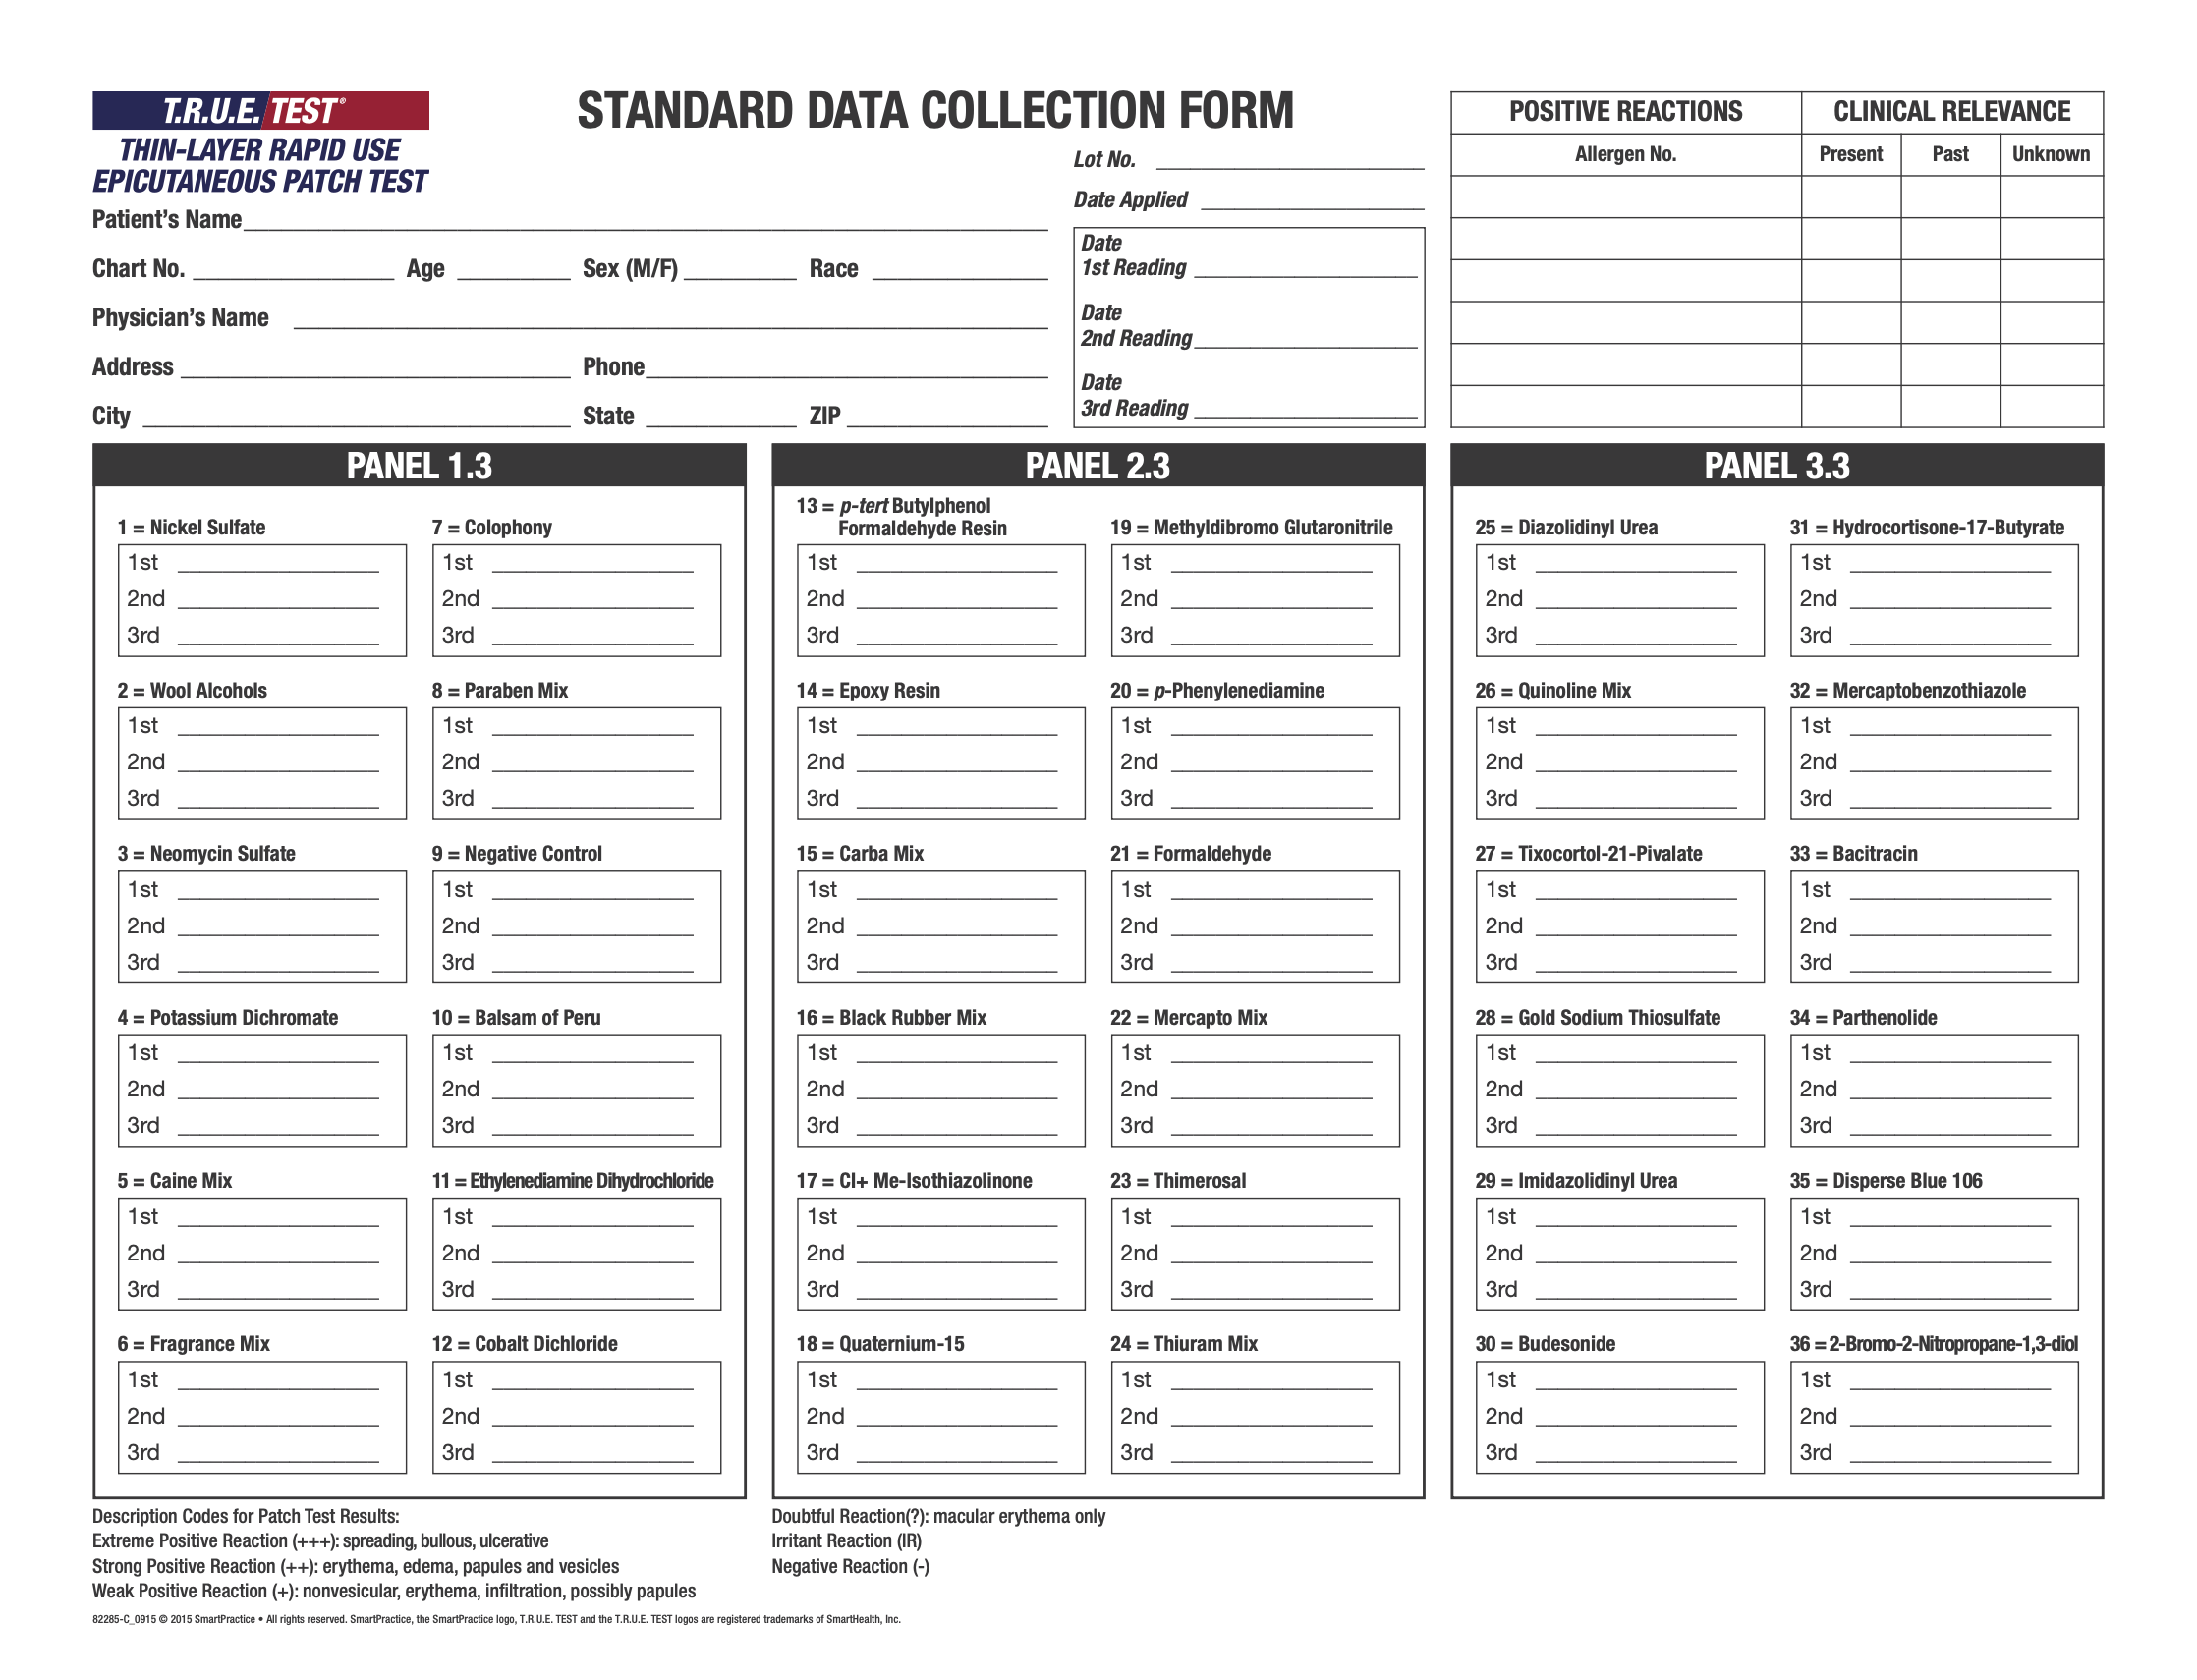 T.R.U.E. TEST®
THIN-LAYER RAPID USE
EPICUTANEOUS PATCH TEST
STANDARD DATA COLLECTION FORM
Patient's Name
Chart No. Age Sex (M/F) Race
Physician's Name
Address Phone
City State ZIP
Lot No.
Date Applied
Date
1st Reading
Date
2nd Reading
Date
3rd Reading
POSITIVE REACTIONS CLINICAL RELEVANCE
Allergen No. Present Past Unknown
PANEL 1.3
1 = Nickel Sulfate
1st
2nd
3rd
2 = Wool Alcohols
1st
2nd
3rd
3 = Neomycin Sulfate
1st
2nd
3rd
4 = Potassium Dichromate
1st
2nd
3rd
5 = Caine Mix
1st
2nd
3rd
6 = Fragrance Mix
1st
2nd
3rd
7 = Colophony
1st
2nd
3rd
8 = Paraben Mix
1st
2nd
3rd
9 = Negative Control
1st
2nd
3rd
10 = Balsam of Peru
1st
2nd
3rd
11 = Ethylenediamine Dihydrochloride
1st
2nd
3rd
12 = Cobalt Dichloride
1st
2nd
3rd
PANEL 2.3
13 = p-tert Butylphenol
Formaldehyde Resin
1st
2nd
3rd
14 = Epoxy Resin
1st
2nd
3rd
15 = Carba Mix
1st
2nd
3rd
16 = Black Rubber Mix
1st
2nd
3rd
17 = Cl+ Me-Isothiazolinone
1st
2nd
3rd
18 = Quaternium-15
1st
2nd
3rd
19 = Methyldibromo Glutaronitrile
1st
2nd
3rd
20 = p-Phenylenediamine
1st
2nd
3rd
21 = Formaldehyde
1st
2nd
3rd
22 = Mercapto Mix
1st
2nd
3rd
23 = Thimerosal
1st
2nd
3rd
24 = Thiuram Mix
1st
2nd
3rd
PANEL 3.3
25 = Diazolidinyl Urea
1st
2nd
3rd
26 = Quinoline Mix
1st
2nd
3rd
27 = Tixocortol-21-Pivalate
1st
2nd
3rd
28 = Gold Sodium Thiosulfate
1st
2nd
3rd
29 = Imidazolidinyl Urea
1st
2nd
3rd
30 = Budesonide
1st
2nd
3rd
31 = Hydrocortisone-17-Butyrate
1st
2nd
3rd
32 = Mercaptobenzothiazole
1st
2nd
3rd
33 = Bacitracin
1st
2nd
3rd
34 = Parthenolide
1st
2nd
3rd
35 = Disperse Blue 106
1st
2nd
3rd
36 = 2-Bromo-2-Nitropropane-1,3-diol
1st
2nd
3rd
Description Codes for Patch Test Results:
Extreme Positive Reaction (+++): spreading, bullous, ulcerative
Strong Positive Reaction (++): erythema, edema, papules and vesicles
Weak Positive Reaction (+): nonvesicular, erythema, infiltration, possibly papules
Doubtful Reaction(?): macular erythema only
Irritant Reaction (IR)
Negative Reaction (-)
82285-C_0915 © 2015 SmartPractice • All rights reserved. SmartPractice, the SmartPractice logo, T.R.U.E. TEST and the T.R.U.E. TEST logos are registered trademarks of SmartHealth, Inc.